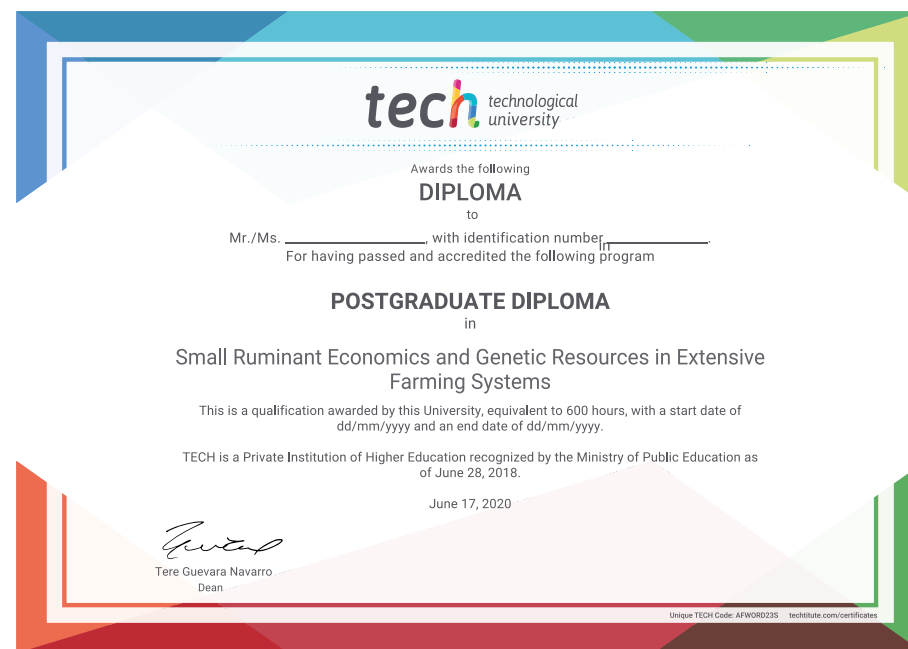 tech technological
university
Awards the following
DIPLOMA
to
Mr./Ms. ____________________, with identification number ______________.
in
For having passed and accredited the following program
POSTGRADUATE DIPLOMA
in
Small Ruminant Economics and Genetic Resources in Extensive
Farming Systems
This is a qualification awarded by this University, equivalent to 600 hours, with a start date of
dd/mm/yyyy and an end date of dd/mm/yyyy.
TECH is a Private Institution of Higher Education recognized by the Ministry of Public Education as
of June 28, 2018.
June 17, 2020
Tere Guevara Navarro
Dean
Unique TECH Code: AFWORD23S techtitute.com/certificates